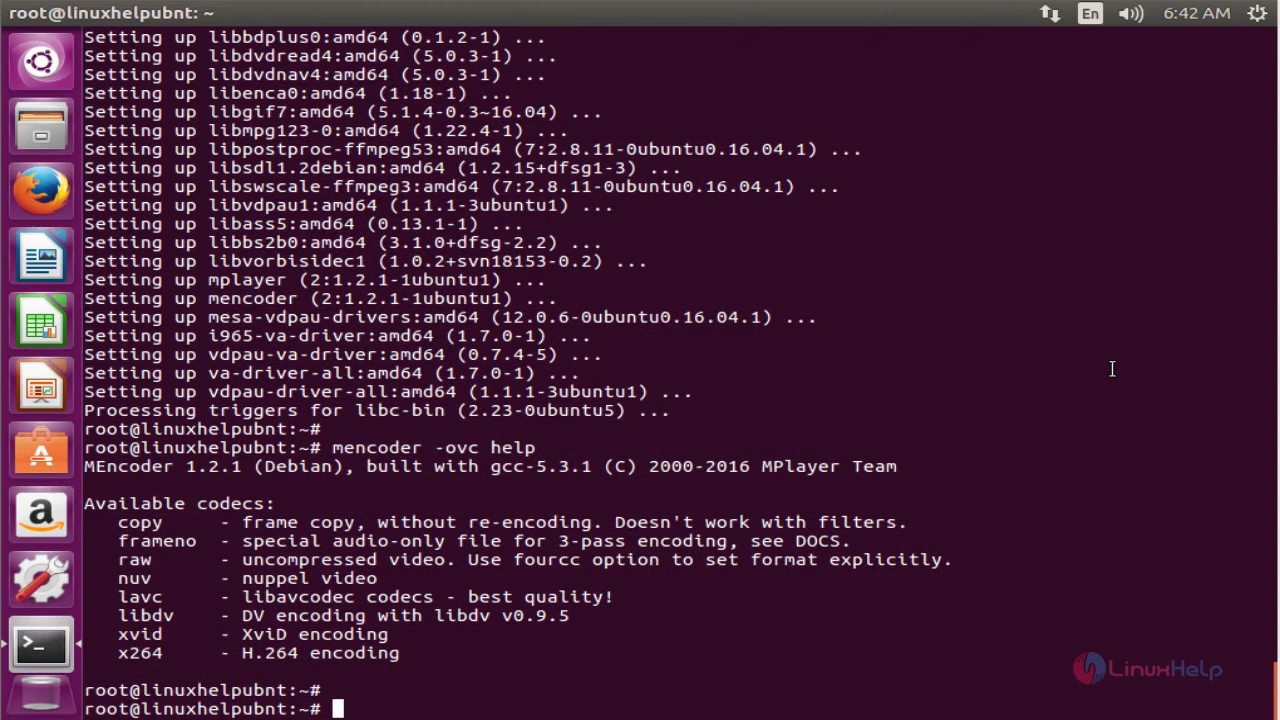 root@linuxhelpubnt: ~
En
6:42 AM
Setting up libbdplus0:amd64 (0.1.2-1) ...
Setting up libdvdread4:amd64 (5.0.3-1) ...
Setting up libdvdnav4:amd64 (5.0.3-1) ...
Setting up libenca0:amd64 (1.18-1) ...
Setting up libgif7:amd64 (5.1.4-0.3~16.04) ...
Setting up libmpg123-0:amd64 (1.22.4-1) ...
Setting up libpostproc-ffmpeg53:amd64 (7:2.8.11-0ubuntu0.16.04.1) ...
Setting up libsdl1.2debian:amd64 (1.2.15+dfsg1-3) ...
Setting up libswscale-ffmpeg3:amd64 (7:2.8.11-0ubuntu0.16.04.1) ...
Setting up libvdpau1:amd64 (1.1.1-3ubuntu1) ...
Setting up libass5:amd64 (0.13.1-1) ...
Setting up libbs2b0:amd64 (3.1.0+dfsg-2.2) ...
Setting up libvorbisidec1 (1.0.2+svn18153-0.2) ...
Setting up mplayer (2:1.2.1-1ubuntu1) ...
Setting up mencoder (2:1.2.1-1ubuntu1) ...
Setting up mesa-vdpau-drivers:amd64 (12.0.6-0ubuntu0.16.04.1) ...
Setting up i965-va-driver:amd64 (1.7.0-1) ...
Setting up vdpau-va-driver:amd64 (0.7.4-5) ...
Setting up va-driver-all:amd64 (1.7.0-1) ...
Setting up vdpau-driver-all:amd64 (1.1.1-3ubuntu1) ...
Processing triggers for libc-bin (2.23-0ubuntu5) ...
root@linuxhelpubnt:~#
root@linuxhelpubnt:~# mencoder -ovc help
MEncoder 1.2.1 (Debian), built with gcc-5.3.1 (C) 2000-2016 MPlayer Team
Available codecs:
copy - frame copy, without re-encoding. Doesn't work with filters.
frameno - special audio-only file for 3-pass encoding, see DOCS.
raw - uncompressed video. Use fourcc option to set format explicitly.
nuv - nuppel video
lavc - libavcodec codecs - best quality!
libdv - DV encoding with libdv v0.9.5
xvid - XviD encoding
x264 - H.264 encoding
root@linuxhelpubnt:~#
root@linuxhelpubnt:~#
LinuxHelp